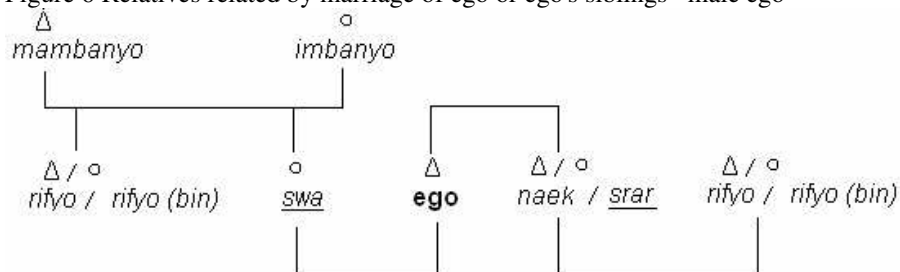 Figure 6 Relatives related by marriage of ego or ego's siblings - male ego
mambanyo imbanyo
Δ / o o Δ Δ / o Δ / o
rifyo / rifyo (bin) swa ego naek / srar rifyo / rifyo (bin)